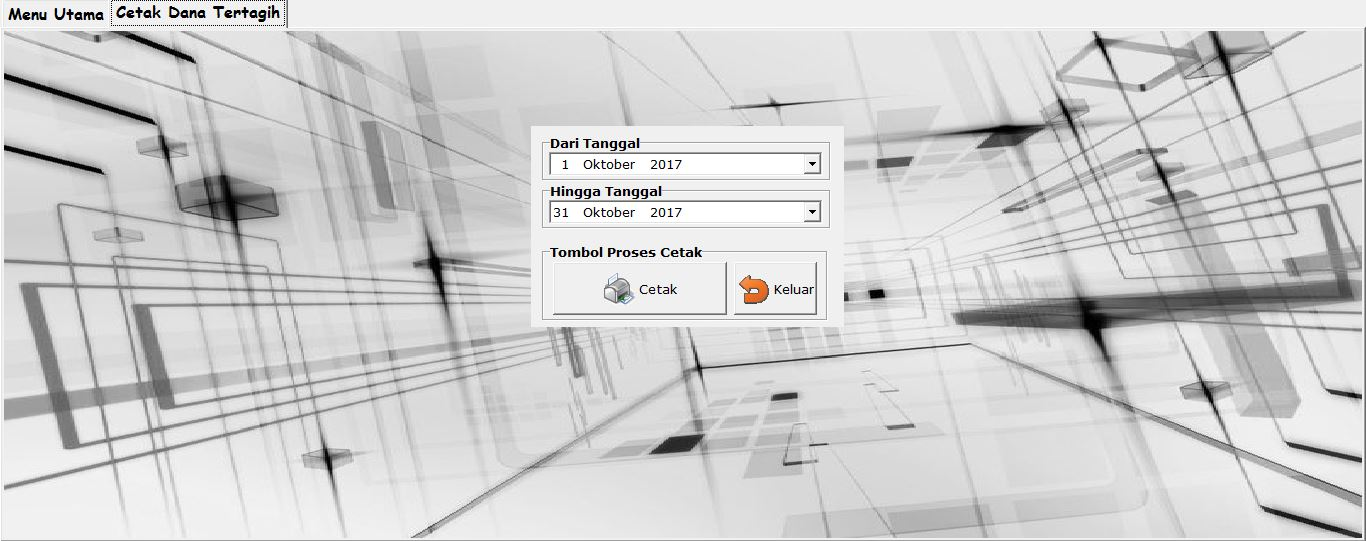 Menu Utama
Cetak Dana Tertagih
Dari Tanggal
1 Oktober 2017
Hingga Tanggal
31 Oktober 2017
Tombol Proses Cetak
Cetak
Keluar